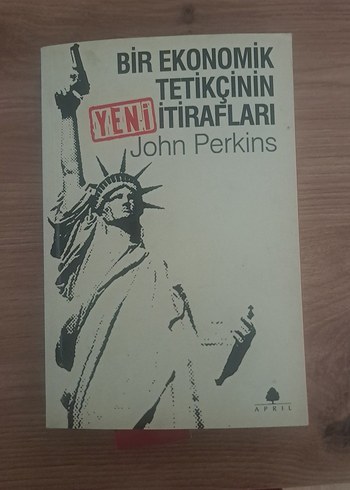 BİR EKONOMİK
TETİKÇİNİN
YENİ İTİRAFLARI
John Perkins
APRIL